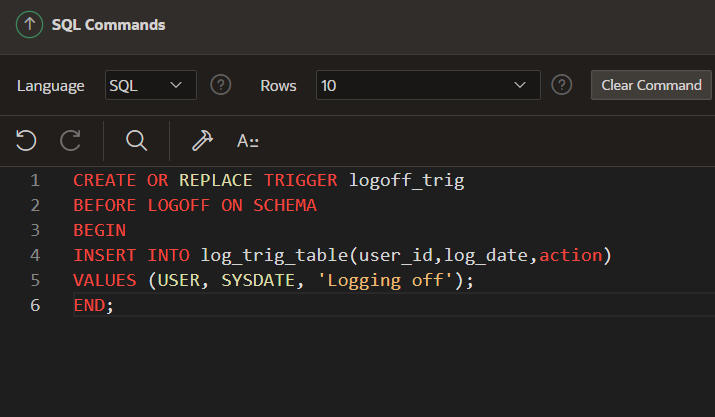 SQL Commands
Language SQL Rows 10 Clear Command
A::
1 CREATE OR REPLACE TRIGGER logoff_trig
2 BEFORE LOGOFF ON SCHEMA
3 BEGIN
4 INSERT INTO log_trig_table(user_id,log_date,action)
5 VALUES (USER, SYSDATE, 'Logging off');
6 END;